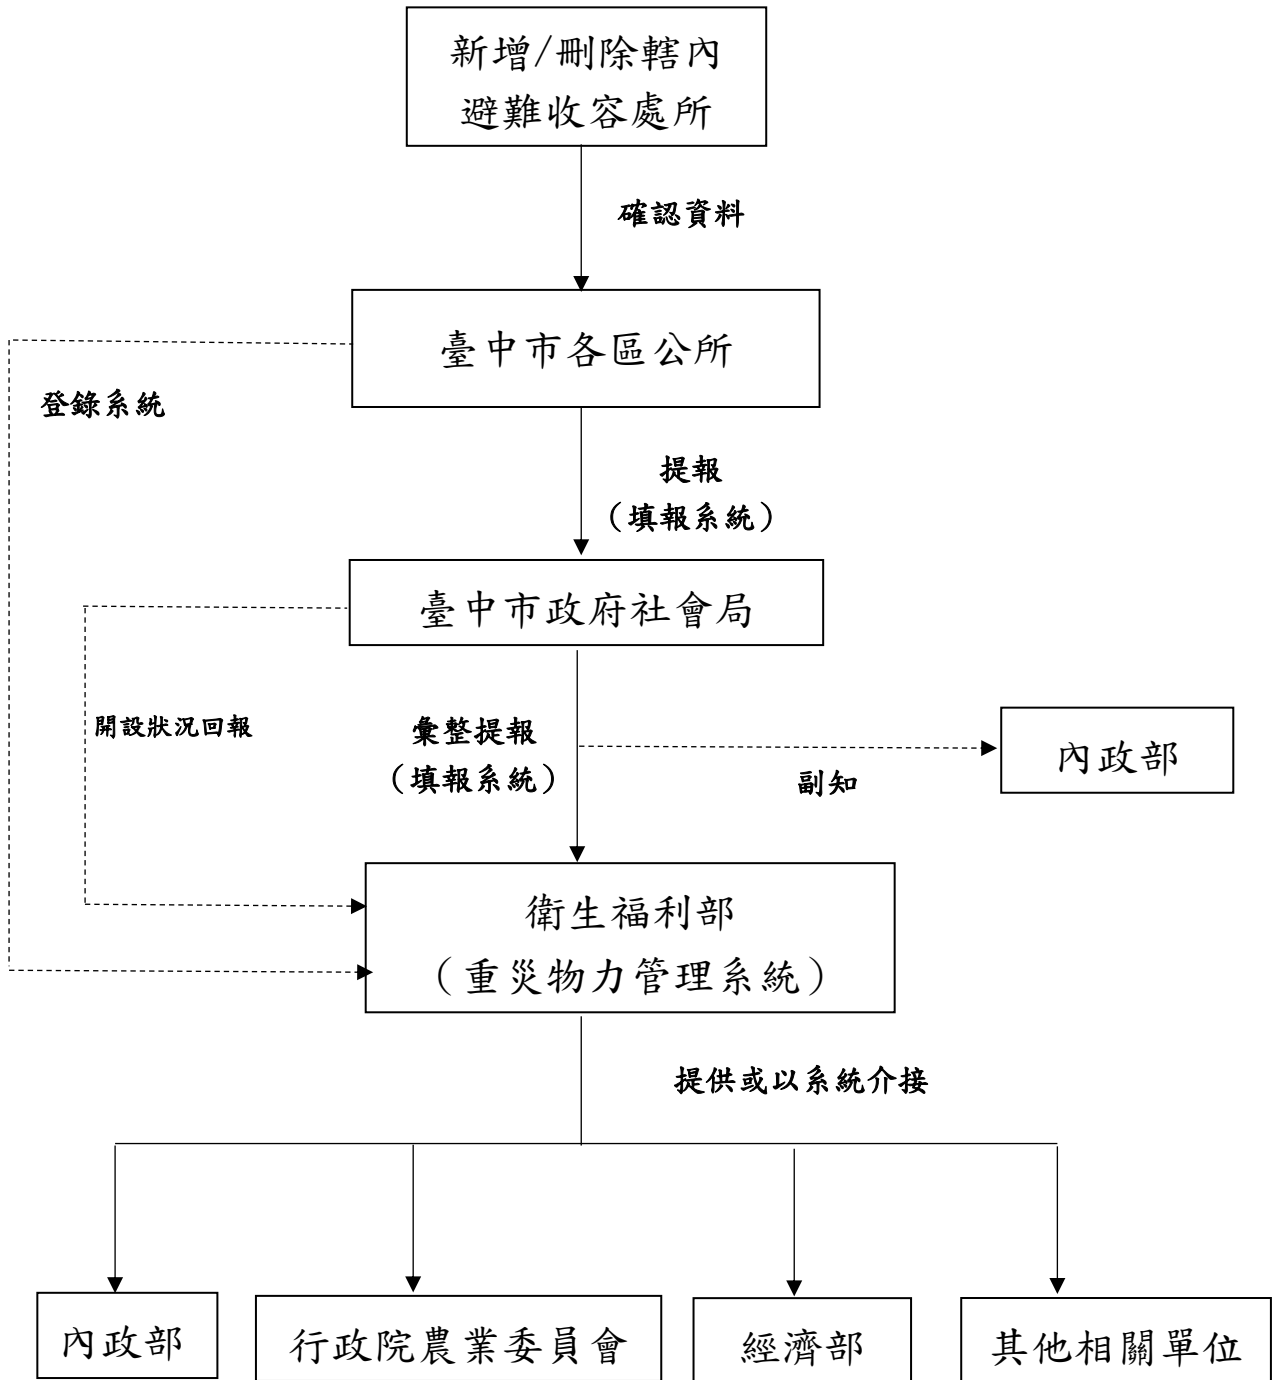 新增/刪除轄內
避難收容處所
確認資料
臺中市各區公所
登錄系統
提報
（填報系統）
臺中市政府社會局
開設狀況回報
彙整提報
（填報系統）
副知
內政部
衛生福利部
（重災物力管理系統）
提供或以系統介接
內政部
行政院農業委員會
經濟部
其他相關單位